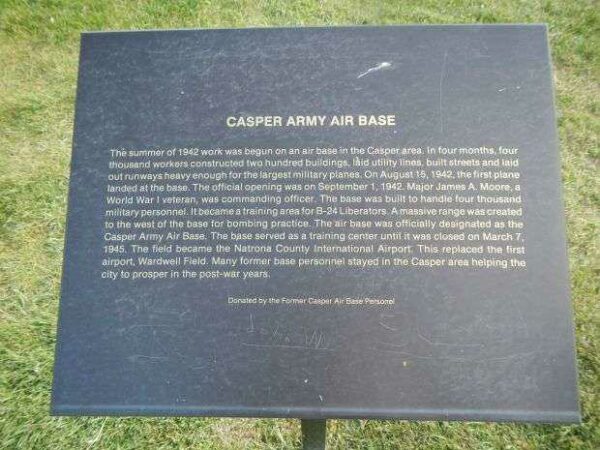 CASPER ARMY AIR BASE
The summer of 1942 work was begun on an air base in the Casper area. In four months, four
thousand workers constructed two hundred buildings, laid utility lines, built streets and laid
out runways heavy enough for the largest military planes. On August 15, 1942, the first plane
landed at the base. The official opening was on September 1, 1942. Major James A. Moore, a
World War I veteran, was commanding officer. The base was built to handle four thousand
military personnel. It became a training area for B-24 Liberators. A massive range was created
to the west of the base for bombing practice. The air base was officially designated as the
Casper Army Air Base. The base served as a training center until it was closed on March 7,
1945. The field became the Natrona County International Airport. This replaced the first
airport, Wardwell Field. Many former base personnel stayed in the Casper area helping the
city to prosper in the post-war years.
Donated by the Former Casper Air Base Personel